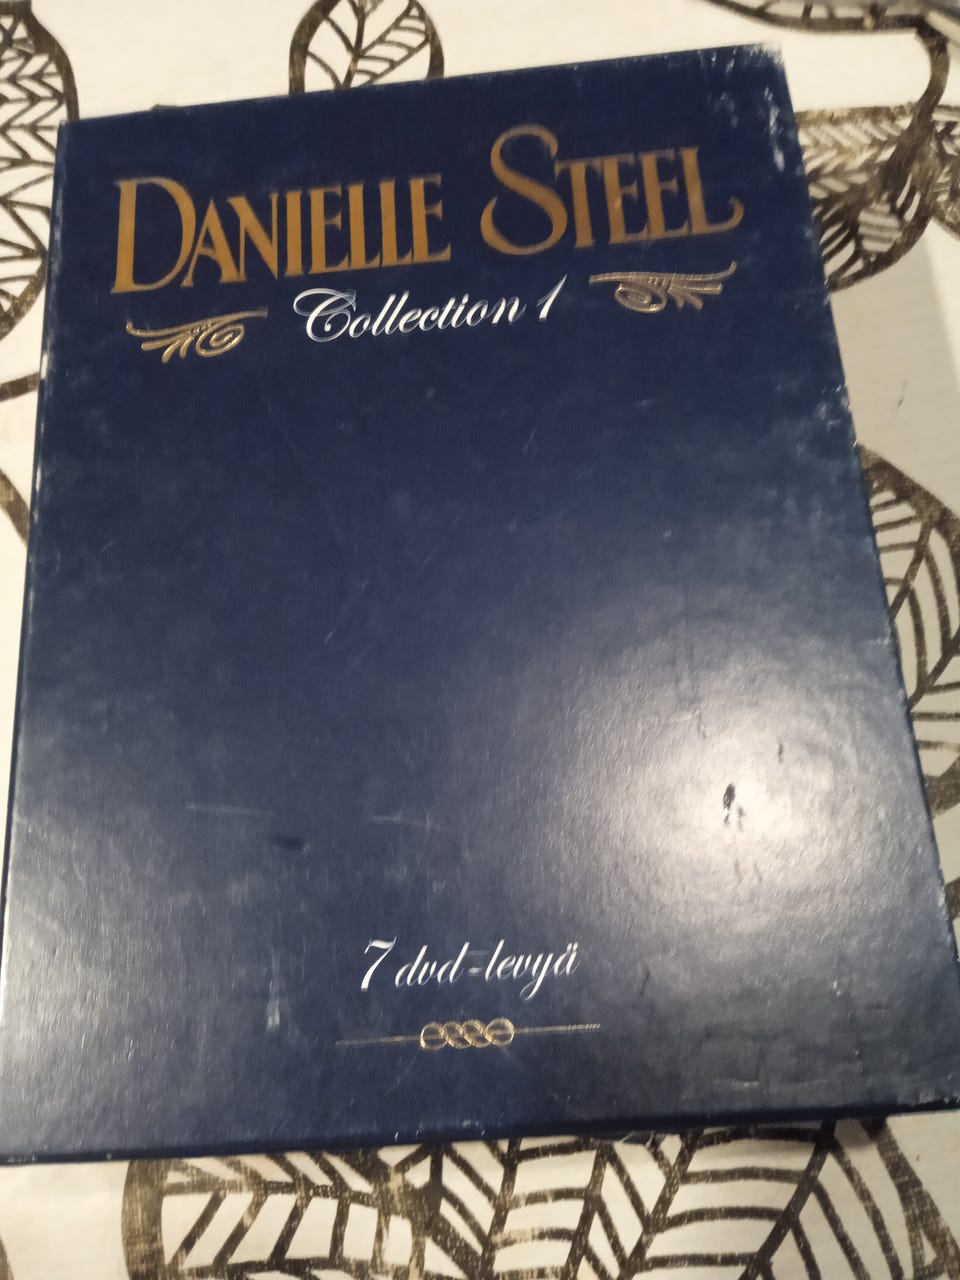 DANIELLE STEEL
Collection 1
7 dvd-levyä